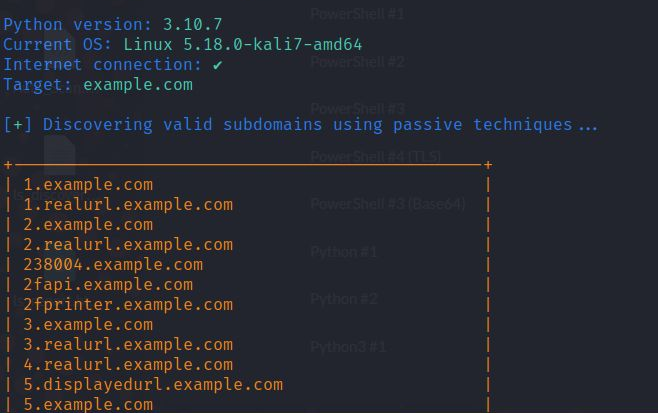 Python version: 3.10.7
Current OS: Linux 5.18.0-kali7-amd64
Internet connection: ✔
Target: example.com
[+] Discovering valid subdomains using passive techniques...
1.example.com
1.realurl.example.com
2.example.com
2.realurl.example.com
238004.example.com
2fapi.example.com
2fprinter.example.com
3.example.com
3.realurl.example.com
4.realurl.example.com
5.displayedurl.example.com
5.example.com
PowerShell #1
PowerShell #2
PowerShell #3
PowerShell #4 (TLS)
PowerShell #3 (Base64)
Python #1
Python #2
Python3 #1